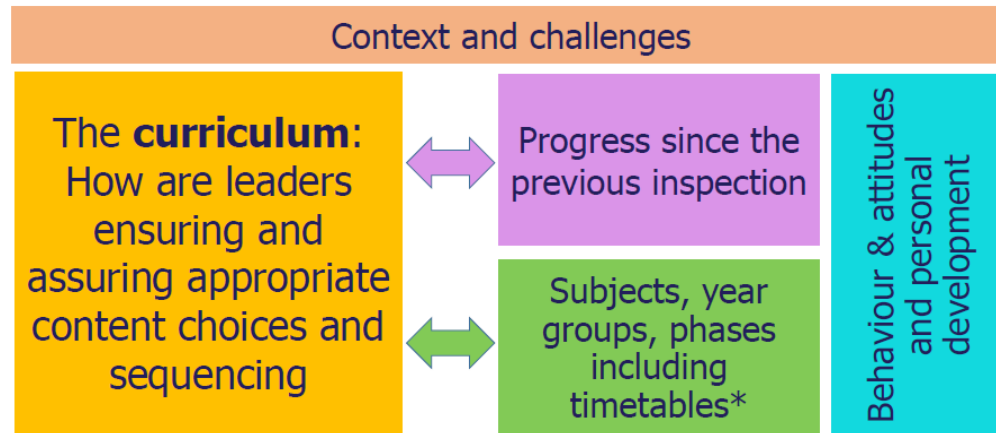 Context and challenges
The curriculum:
How are leaders
ensuring and
assuring appropriate
content choices and
sequencing
Progress since the
previous inspection
Subjects, year
groups, phases
including
timetables*
Behaviour & attitudes
and personal
development